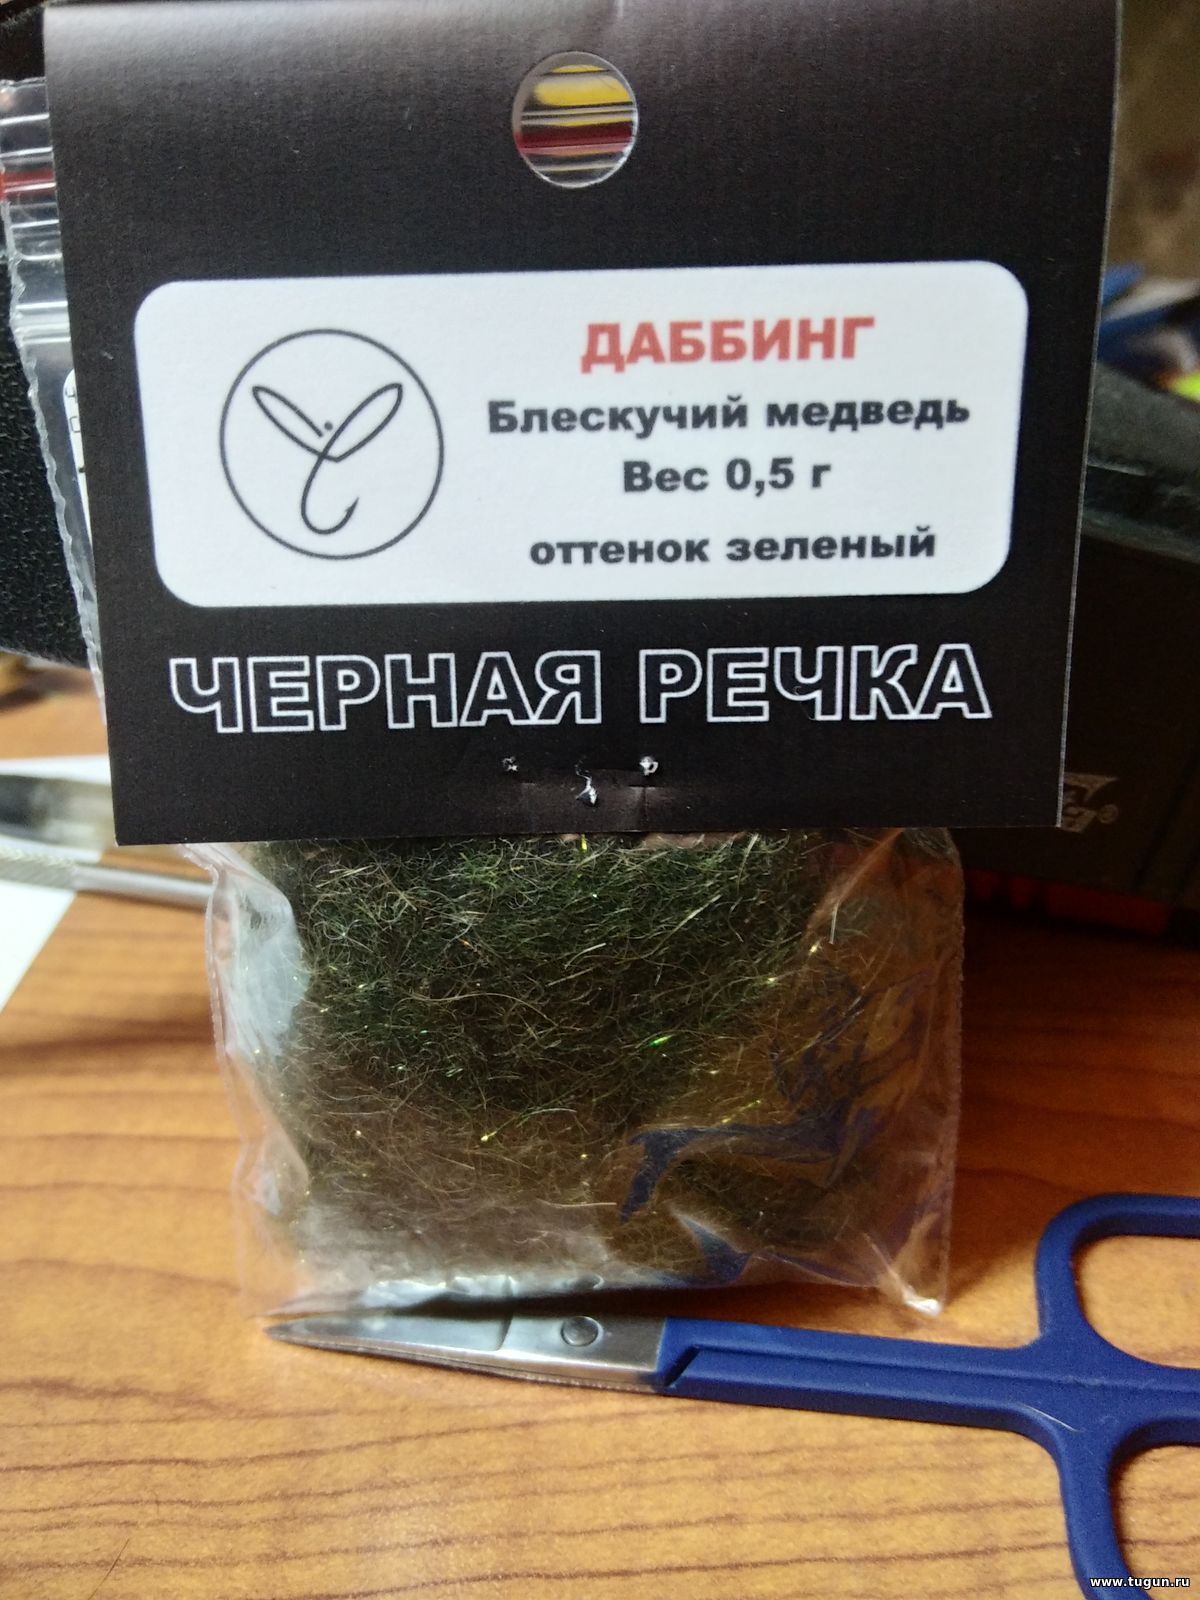 ДАББИНГ
Блескучий медведь
Вес 0,5 г
оттенок зеленый
ЧЕРНАЯ РЕЧКА
www.tugun.ru